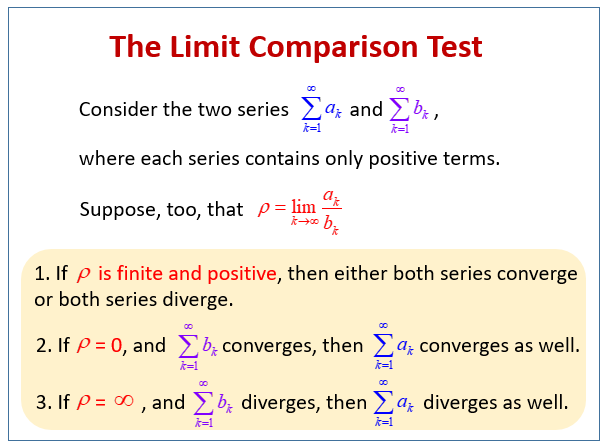 The Limit Comparison Test
Consider the two series $\sum_{k=1}^{\infty} a_k$ and $\sum_{k=1}^{\infty} b_k$ ,
where each series contains only positive terms.
Suppose, too, that $\rho = \lim_{k \to \infty} \frac{a_k}{b_k}$
1. If $\rho$ is finite and positive, then either both series converge
or both series diverge.
2. If $\rho$ = 0, and $\sum_{k=1}^{\infty} b_k$ converges, then $\sum_{k=1}^{\infty} a_k$ converges as well.
3. If $\rho$ = $\infty$ , and $\sum_{k=1}^{\infty} b_k$ diverges, then $\sum_{k=1}^{\infty} a_k$ diverges as well.